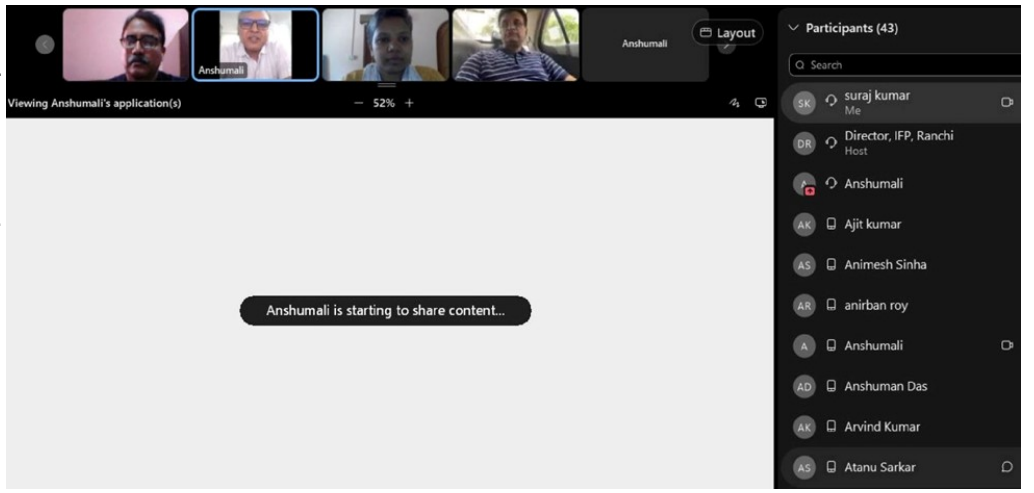 Anshumali
Anshumali
Layout
Viewing Anshumali's application(s)
− 52% +
Anshumali is starting to share content...
Participants (43)
Search
SK suraj kumar
Me
DR Director, IFP, Ranchi
Host
A Anshumali
AK Ajit kumar
AS Animesh Sinha
AR anirban roy
A Anshumali
AD Anshuman Das
AK Arvind Kumar
AS Atanu Sarkar